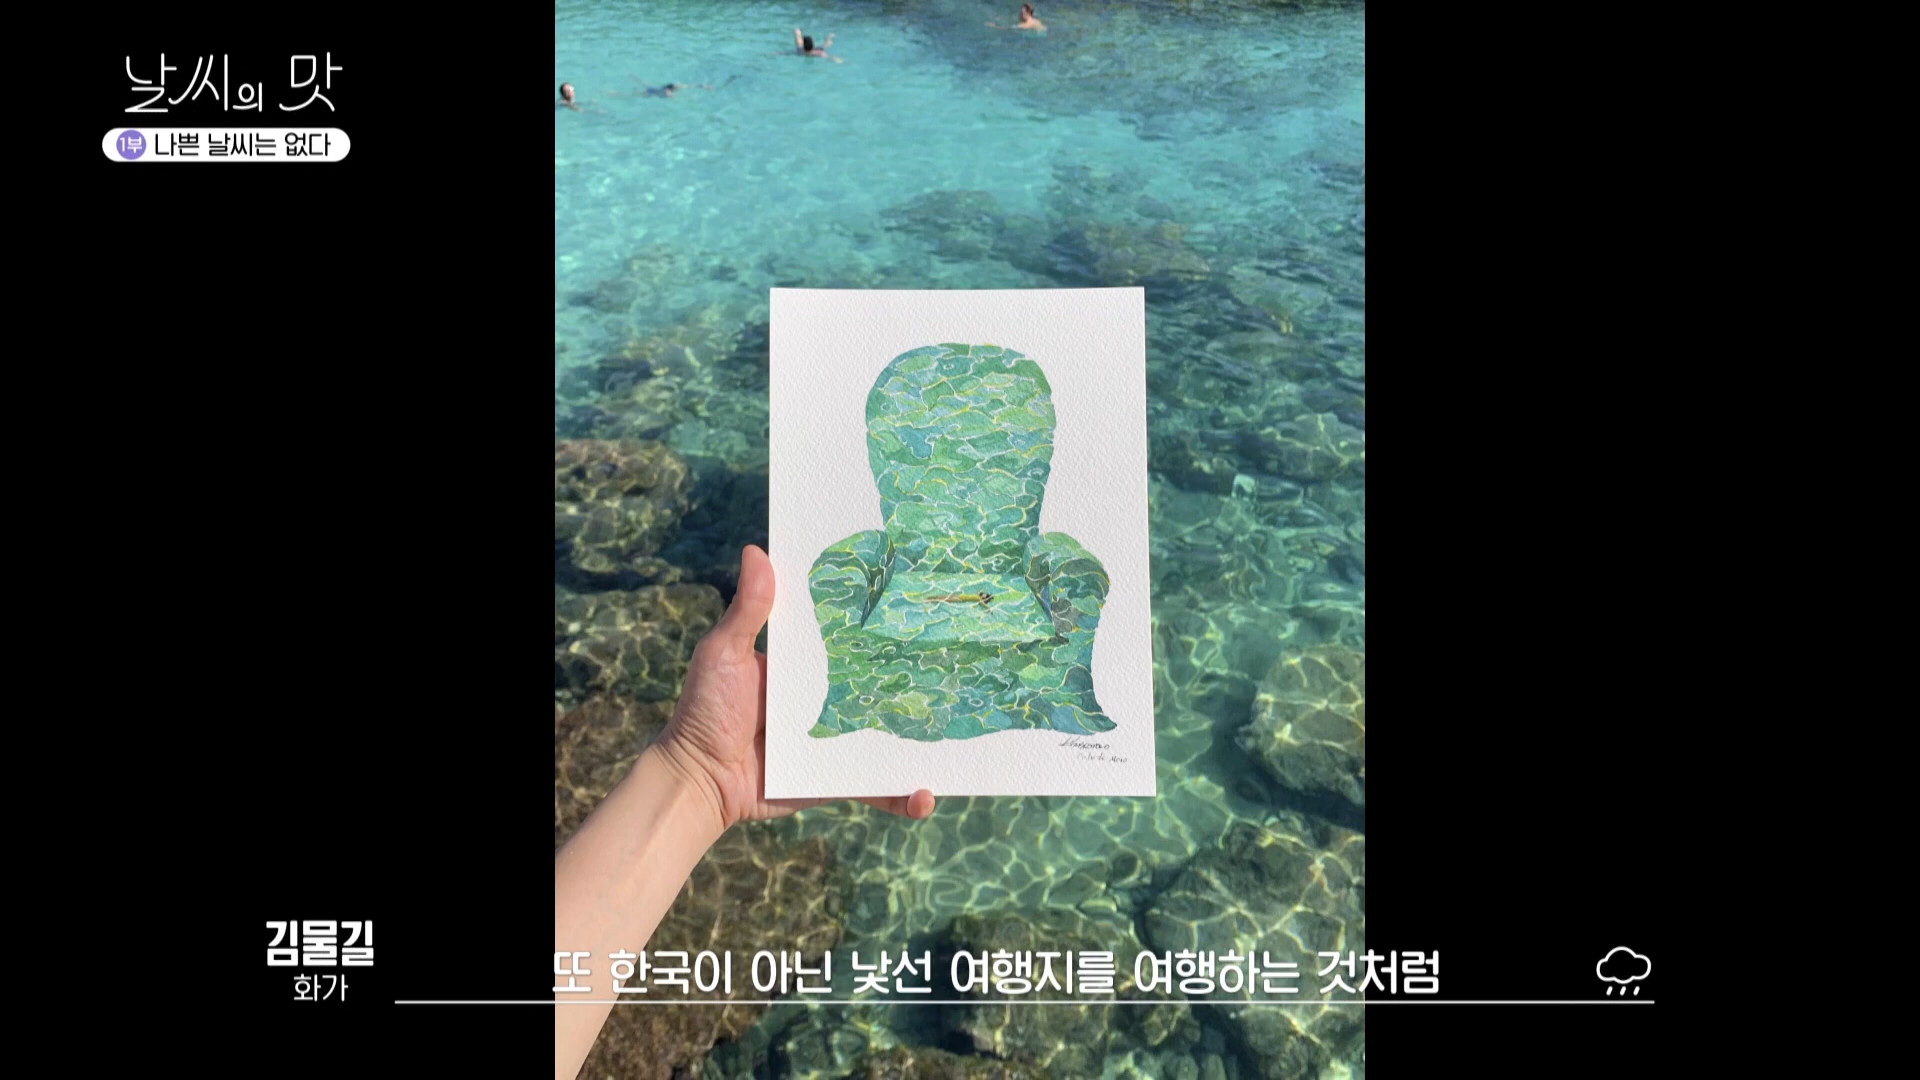 날씨의 맛
1부 나쁜 날씨는 없다
김물길
화가
또 한국이 아닌 낯선 여행지를 여행하는 것처럼